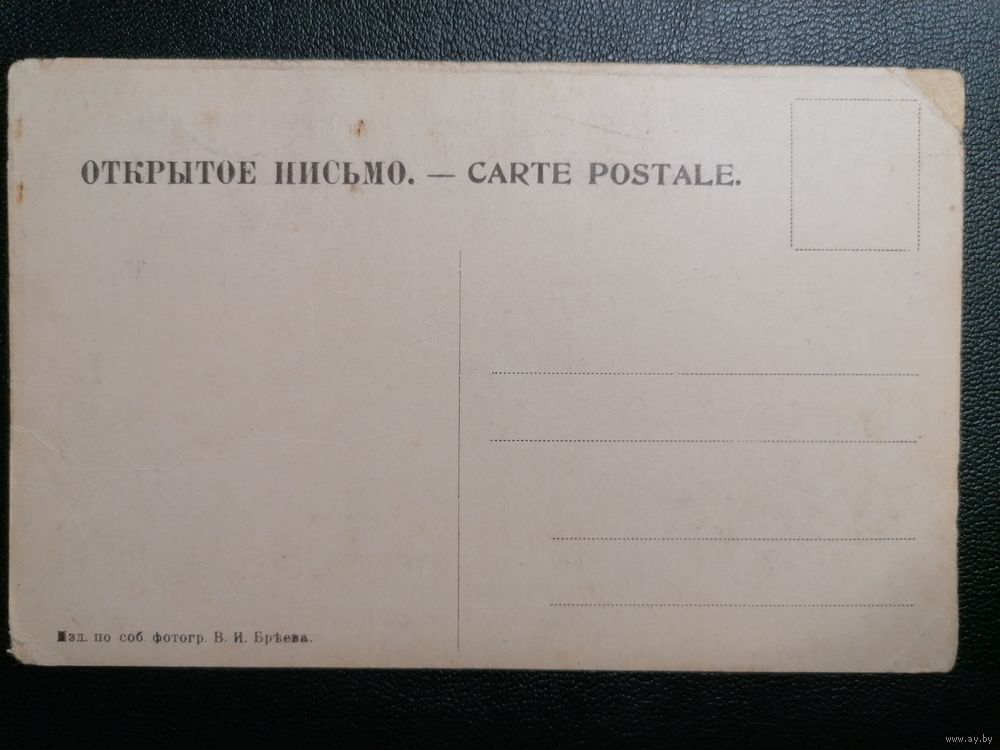 ОТКРЫТОЕ ПИСЬМО. — CARTE POSTALE.
Изд. по соб. фотогр. В. И. Брѣева.
www.ay.by